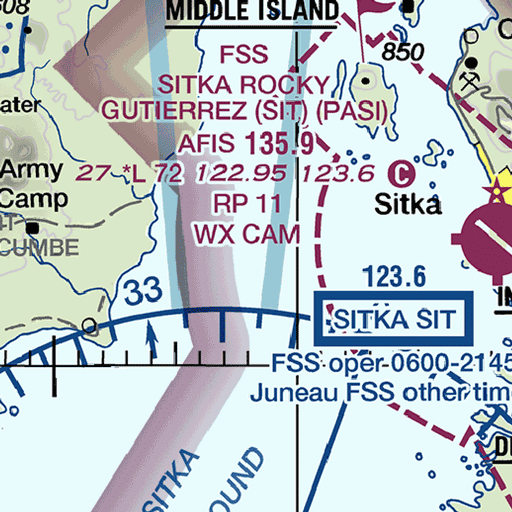 MIDDLE ISLAND
608
850
FSS
SITKA ROCKY
GUTIERREZ (SIT) (PASI)
AFIS 135.9
27 *L 72 122.95 123.6 C
RP 11
WX CAM
ater
Army
Camp
CUMBE
Sitka
33
123.6
SITKA SIT
FSS oper 0600-2145
Juneau FSS other tim
SITKA
OUND